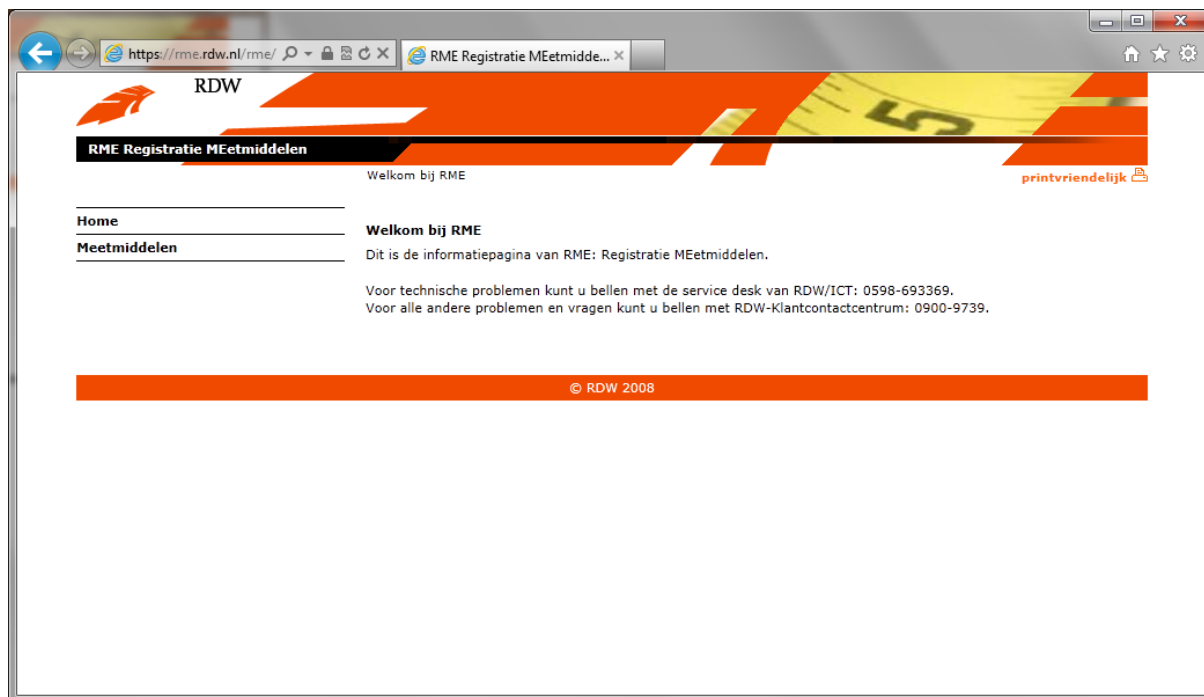 https://rme.rdw.nl/rme/
RME Registratie MEetmidde...
RDW
5
RME Registratie MEetmiddelen
Welkom bij RME
printvriendelijk
Home
Meetmiddelen
Welkom bij RME
Dit is de informatiepagina van RME: Registratie MEetmiddelen.
Voor technische problemen kunt u bellen met de service desk van RDW/ICT: 0598-693369.
Voor alle andere problemen en vragen kunt u bellen met RDW-Klantcontactcentrum: 0900-9739.
© RDW 2008